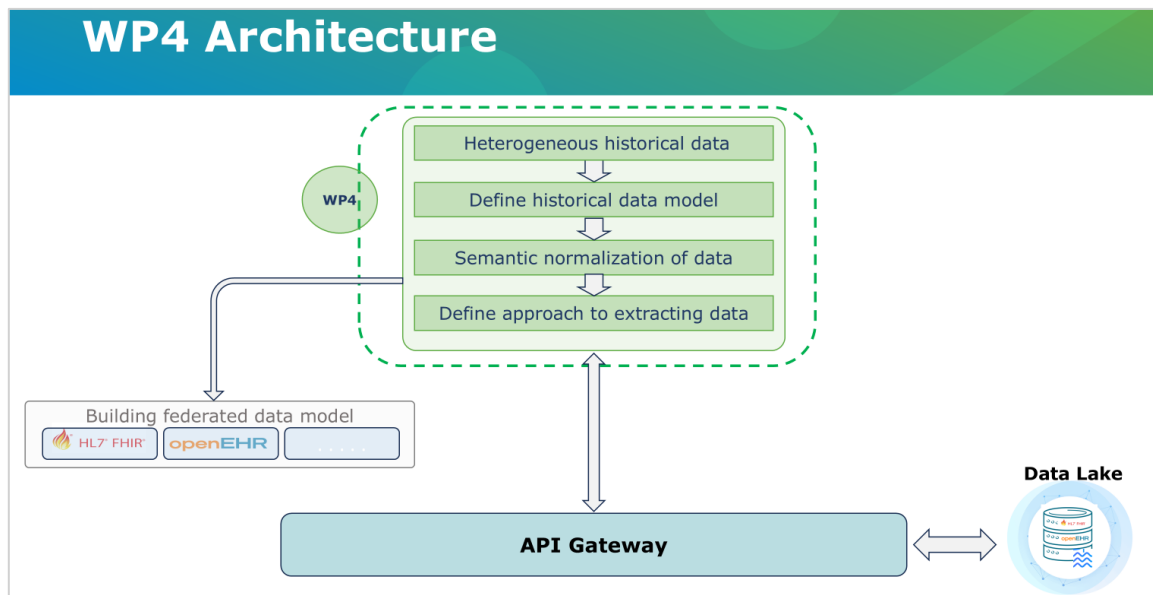 WP4 Architecture
Heterogeneous historical data
Define historical data model
WP4
Semantic normalization of data
Define approach to extracting data
Building federated data model
HL7® FHIR®
openEHR
. . . . .
Data Lake
HL7 FHIR
openEHR
API Gateway